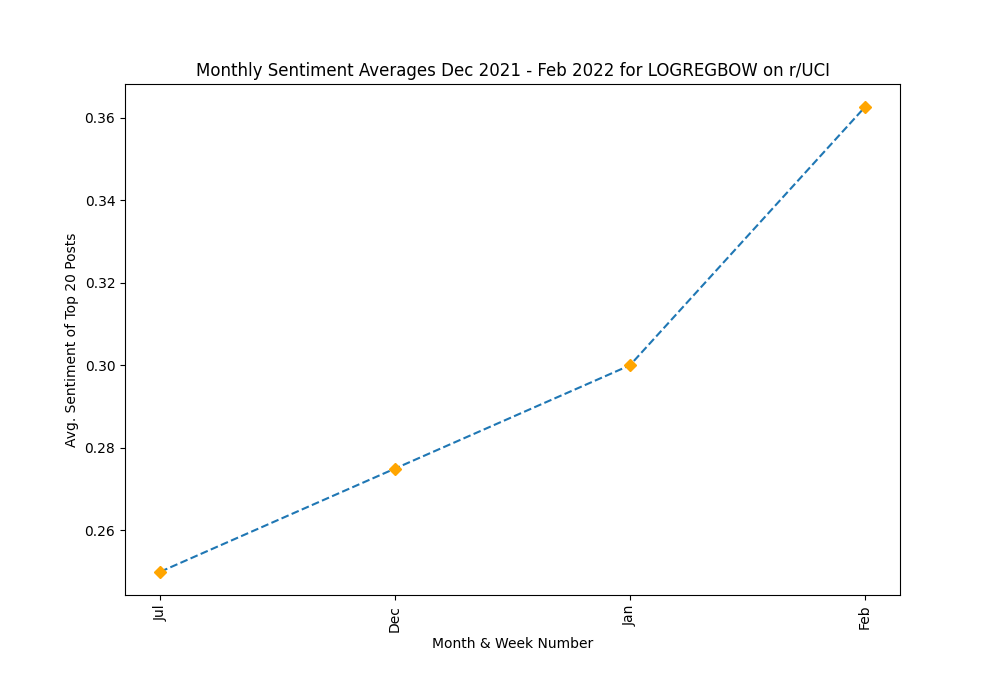 Monthly Sentiment Averages Dec 2021 - Feb 2022 for LOGREGBOW on r/UCI
Avg. Sentiment of Top 20 Posts
0.36
0.34
0.32
0.30
0.28
0.26
Jul
Dec
Jan
Feb
Month & Week Number